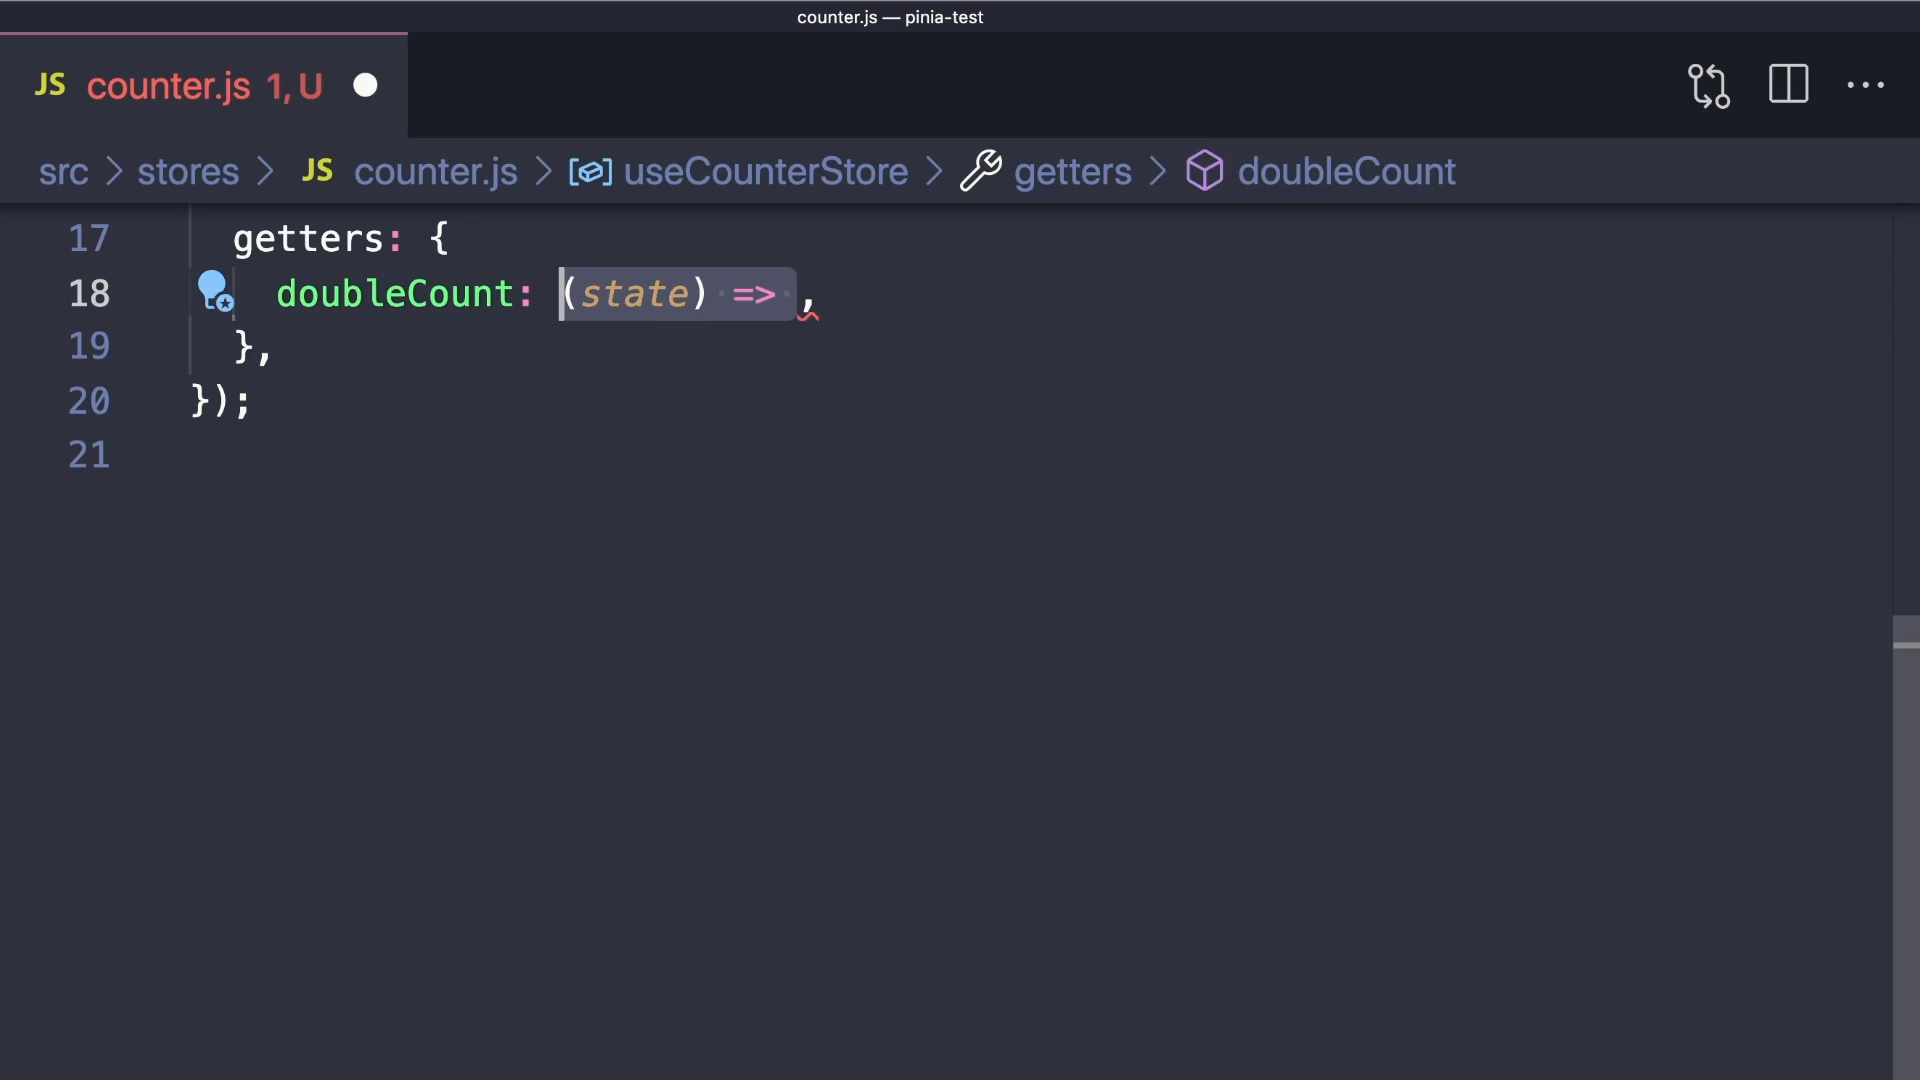 counter.js — pinia-test
JS counter.js 1, U
src > stores > JS counter.js > useCounterStore > getters > doubleCount
17 getters: {
18 doubleCount: (state) => ,
19 },
20 });
21